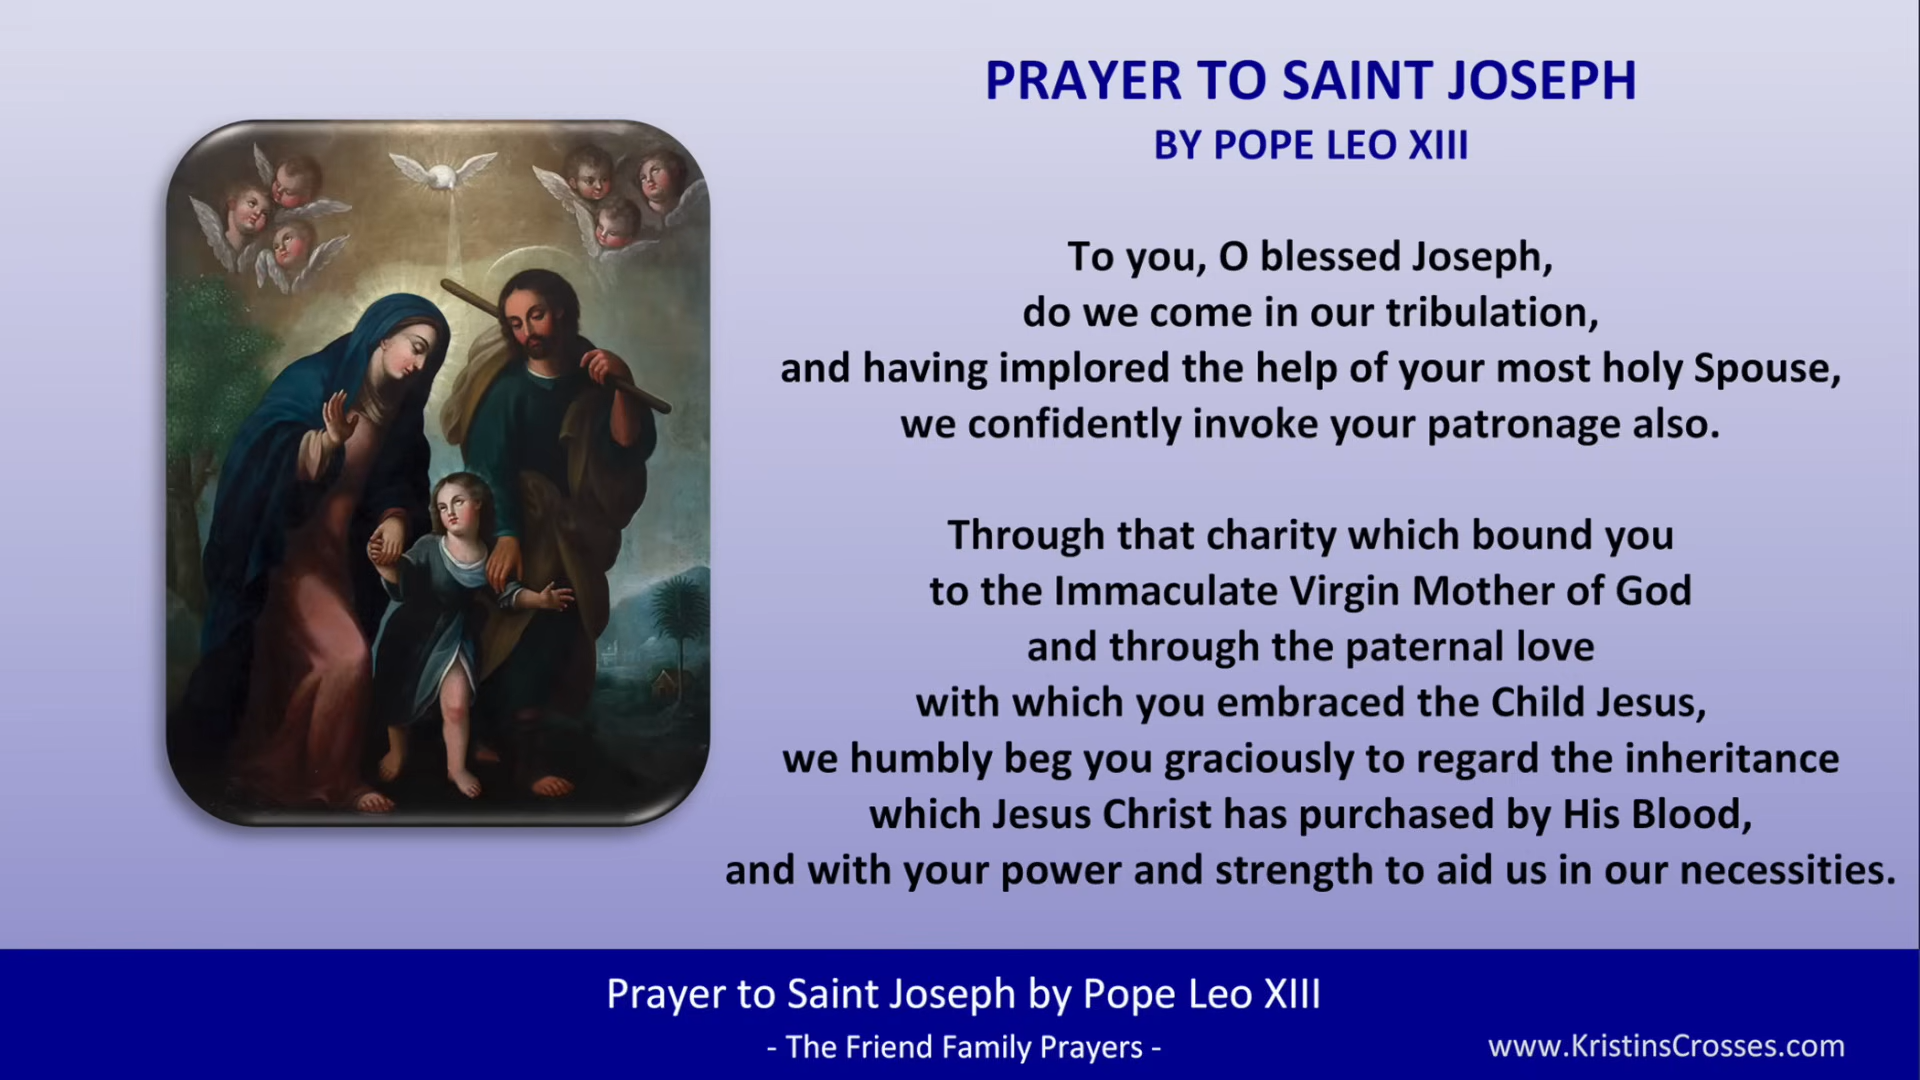 PRAYER TO SAINT JOSEPH
BY POPE LEO XIII
To you, O blessed Joseph,
do we come in our tribulation,
and having implored the help of your most holy Spouse,
we confidently invoke your patronage also.
Through that charity which bound you
to the Immaculate Virgin Mother of God
and through the paternal love
with which you embraced the Child Jesus,
we humbly beg you graciously to regard the inheritance
which Jesus Christ has purchased by His Blood,
and with your power and strength to aid us in our necessities.
Prayer to Saint Joseph by Pope Leo XIII
- The Friend Family Prayers -
www.KristinsCrosses.com